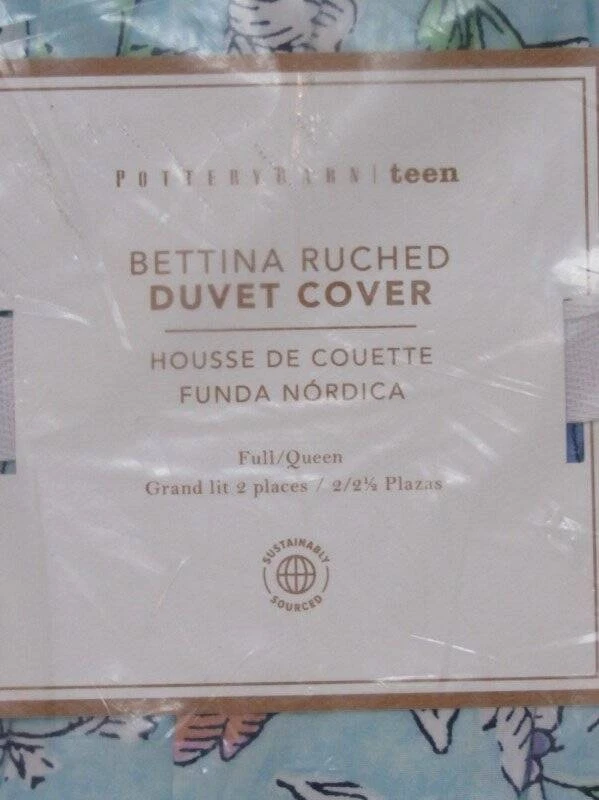 POTTERYBARN | teen
BETTINA RUCHED
DUVET COVER
HOUSSE DE COUETTE
FUNDA NÓRDICA
Full/Queen
Grand lit 2 places / 2/2½ Plazas
SUSTAINABLY
SOURCED